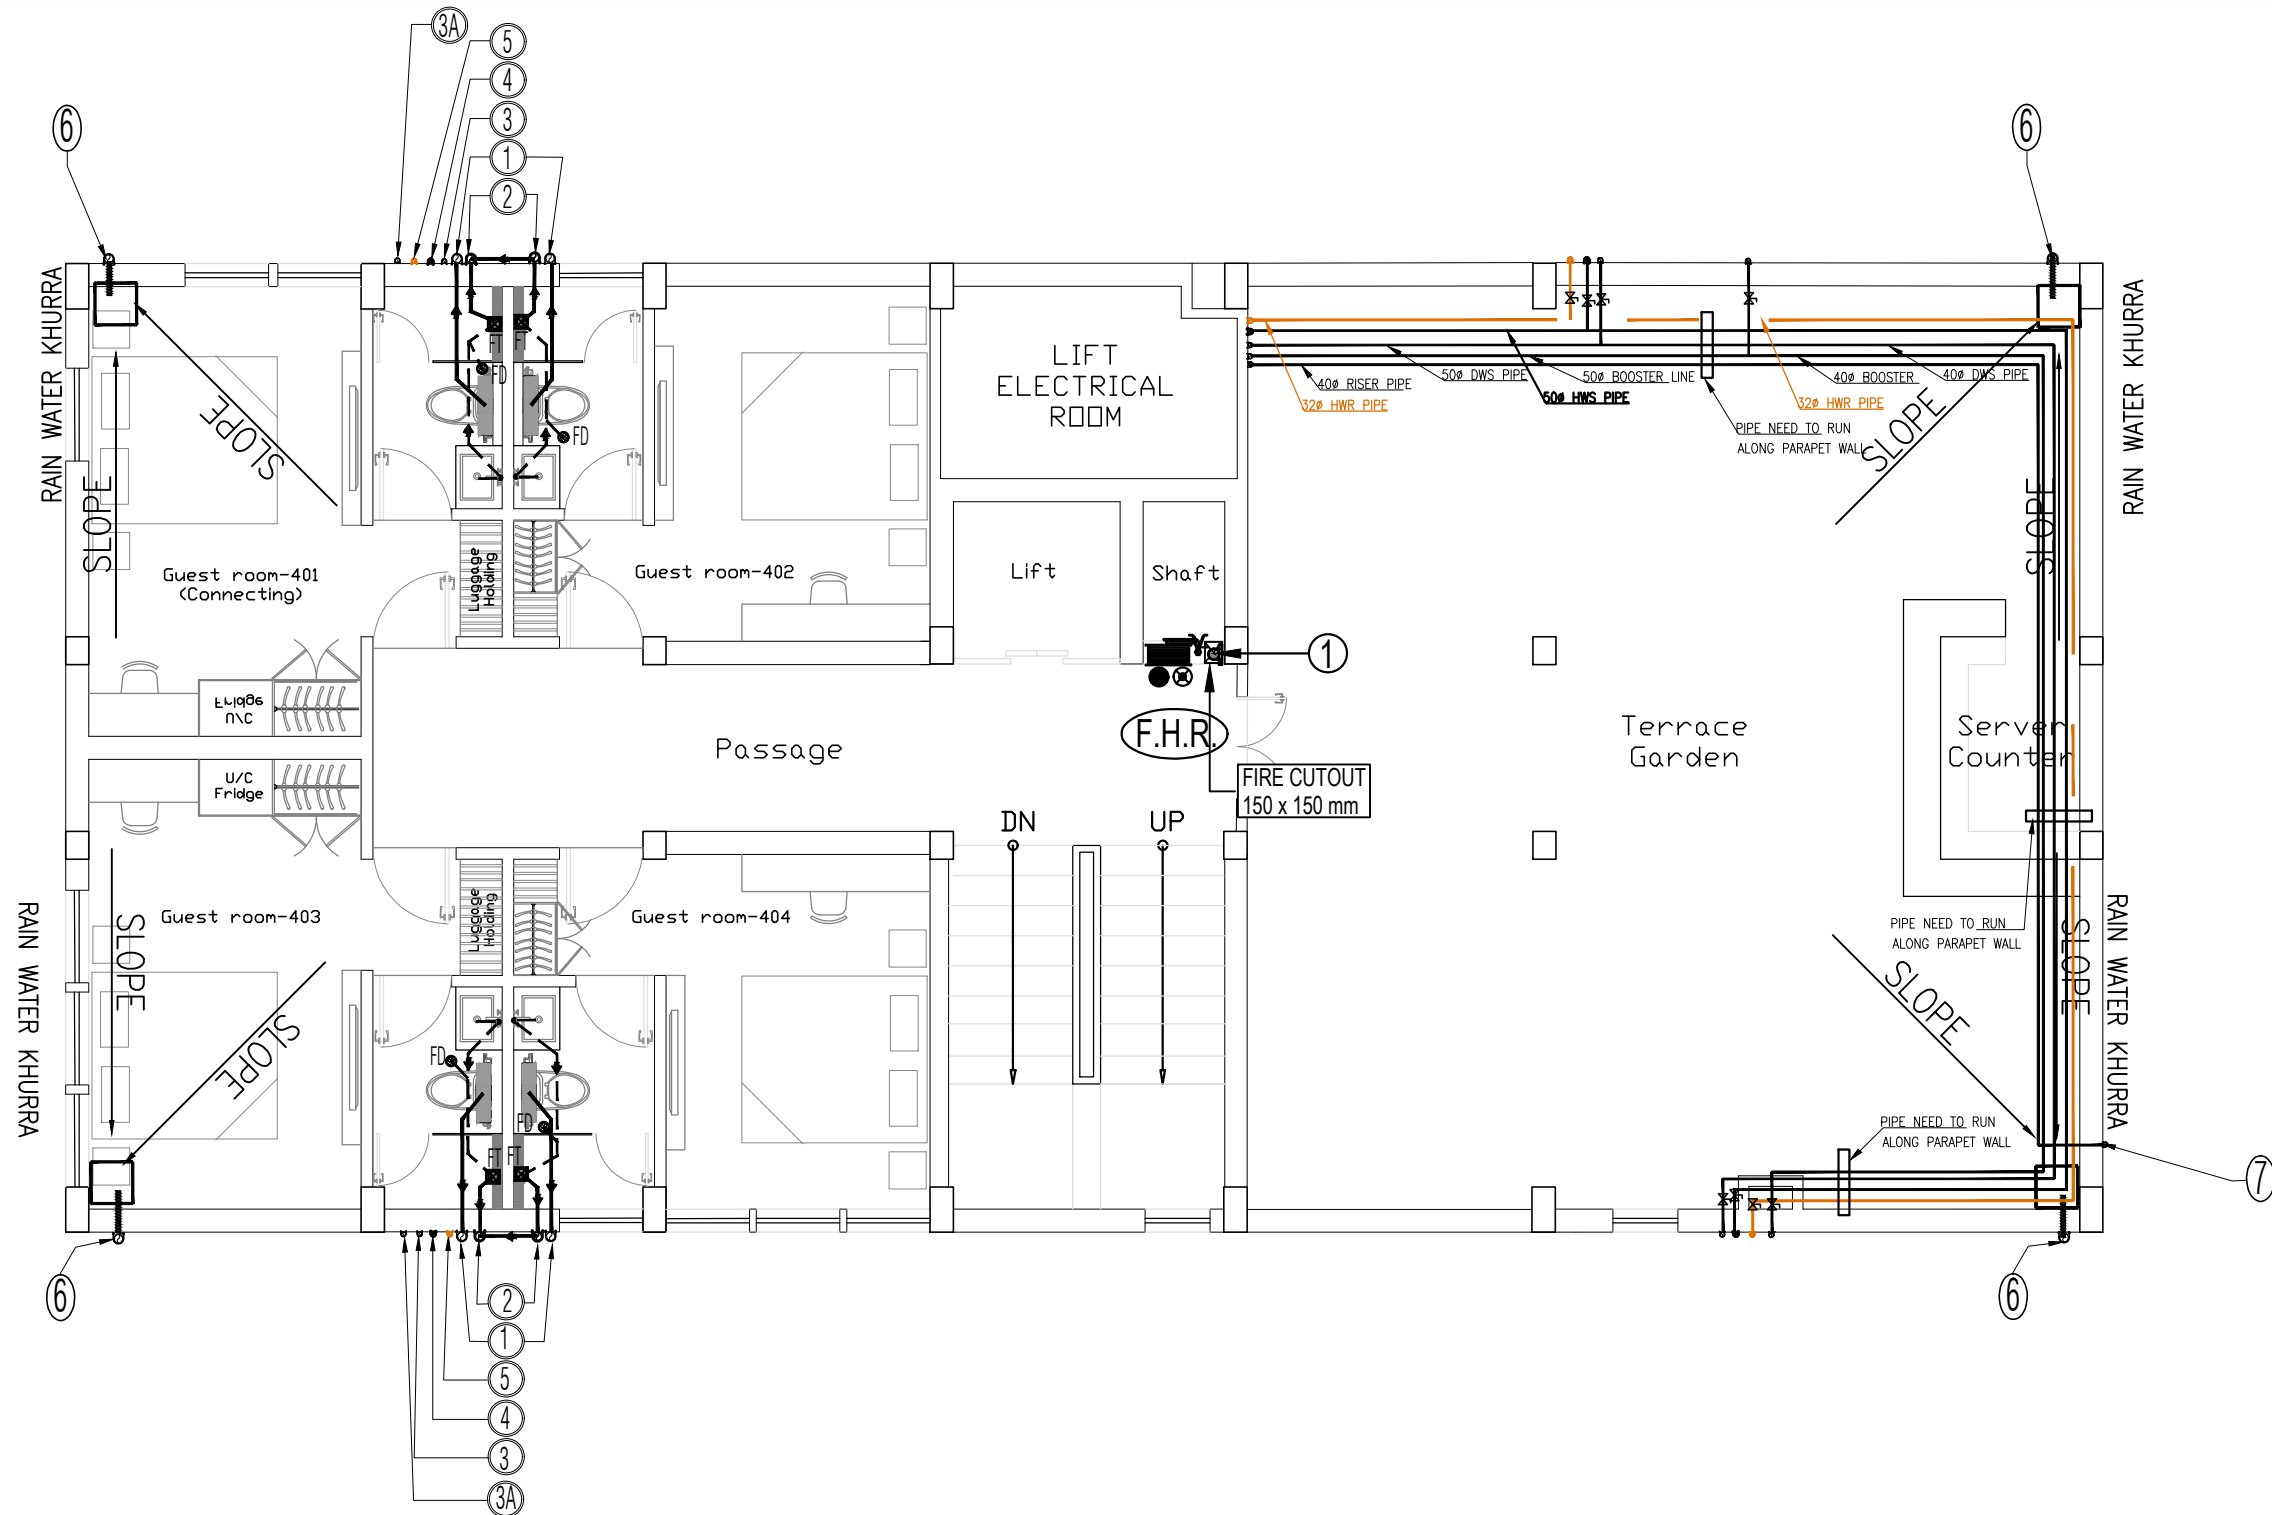 3A
5
4
3
1
2
6
6
RAIN WATER KHURRA
RAIN WATER KHURRA
SLOPE
SLOPE
FT
FT
FD
FD
LIFT
ELECTRICAL
ROOM
40ø RISER PIPE
32ø HWR PIPE
50ø DWS PIPE
50ø HWS PIPE
50ø BOOSTER LINE
40ø BOOSTER
40ø DWS PIPE
32ø HWR PIPE
PIPE NEED TO RUN
ALONG PARAPET WALL
SLOPE
SLOPE
Guest room-401
(Connecting)
Luggage
Holding
Guest room-402
Lift
Shaft
1
Fridge
U/C
U/C
Fridge
Passage
F.H.R.
FIRE CUTOUT
150 x 150 mm
Terrace
Garden
Server
Counter
DN
UP
Guest room-403
Luggage
Holding
Guest room-404
PIPE NEED TO RUN
ALONG PARAPET WALL
RAIN WATER KHURRA
SLOPE
SLOPE
SLOPE
SLOPE
RAIN WATER KHURRA
FD
FD
FT
FT
PIPE NEED TO RUN
ALONG PARAPET WALL
7
6
6
2
1
5
4
3
3A